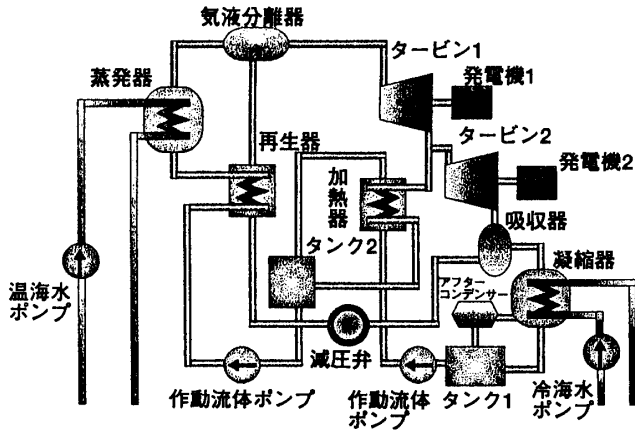 気液分離器
タービン1
蒸発器
発電機1
再生器
タービン2
加熱器
発電機2
吸収器
タンク2
凝縮器
アフター
コンデンサー
温海水
ポンプ
減圧弁
作動流体ポンプ
作動流体
ポンプ
タンク1
冷海水
ポンプ